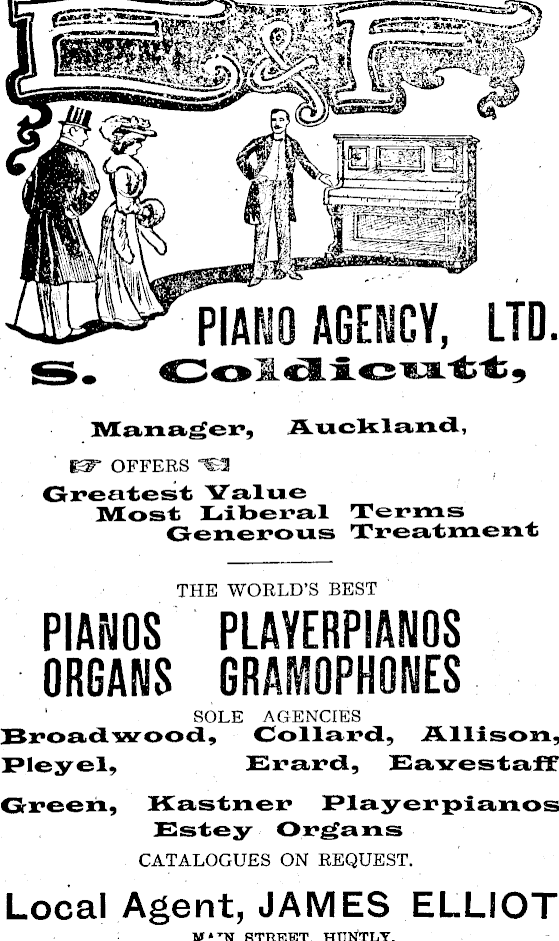 E & F
PIANO AGENCY, LTD.
S. Coldicutt,
Manager, Auckland,
OFFERS
Greatest Value
Most Liberal Terms
Generous Treatment
THE WORLD'S BEST
PIANOS PLAYERPIANOS
ORGANS GRAMOPHONES
SOLE AGENCIES
Broadwood, Collard, Allison,
Pleyel, Erard, Eavestaff
Green, Kastner Playerpianos
Estey Organs
CATALOGUES ON REQUEST.
Local Agent, JAMES ELLIOT
MAIN STREET, HUNTLY.